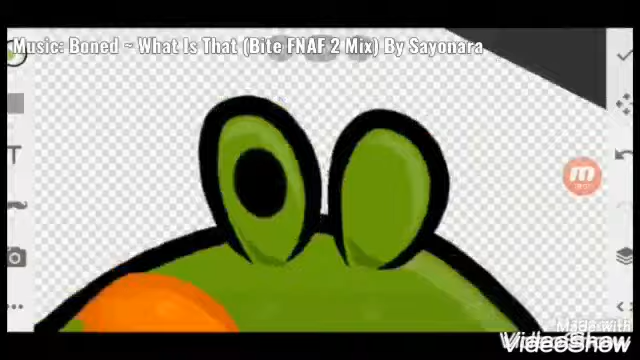 Music: Boned ~ What Is That (Bite FNAF 2 Mix) By Sayonara
T
Made with
VideoShow